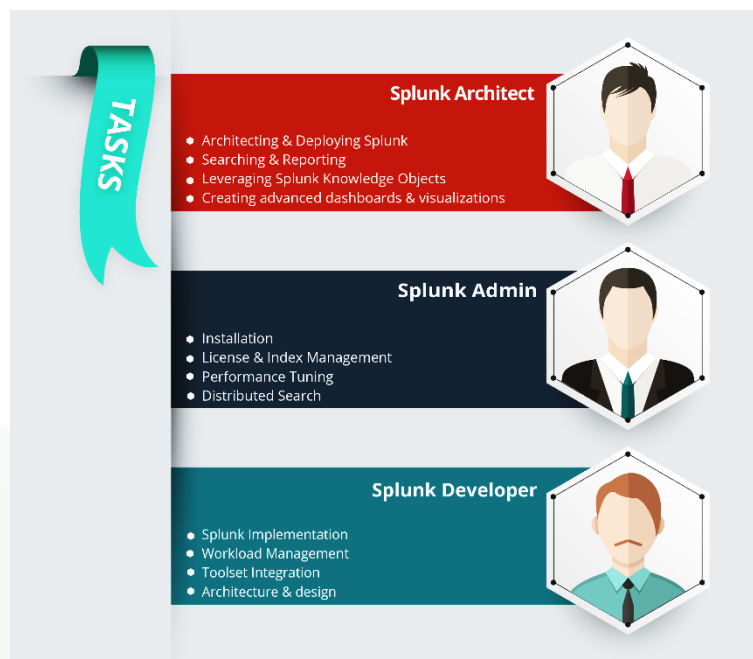 TASKS
Splunk Architect
Architecting & Deploying Splunk
Searching & Reporting
Leveraging Splunk Knowledge Objects
Creating advanced dashboards & visualizations
Splunk Admin
Installation
License & Index Management
Performance Tuning
Distributed Search
Splunk Developer
Splunk Implementation
Workload Management
Toolset Integration
Architecture & design